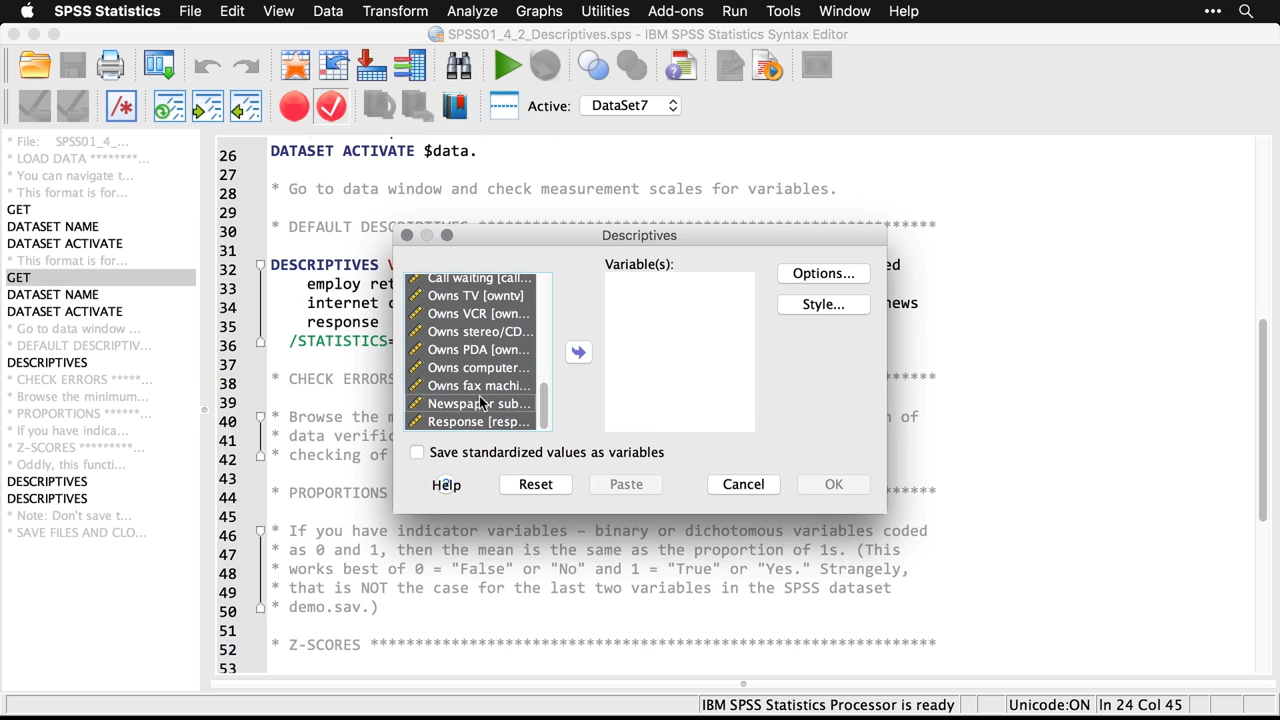 SPSS Statistics File Edit View Data Transform Analyze Graphs Utilities Add-ons Run Tools Window Help
SPSS01_4_2_Descriptives.sps - IBM SPSS Statistics Syntax Editor
Active: DataSet7
* File: SPSS01_4_...
* LOAD DATA ********...
* You can navigate t...
* This format is for...
GET
DATASET NAME
DATASET ACTIVATE
* This format is for...
GET
DATASET NAME
DATASET ACTIVATE
* Go to data window ...
* DEFAULT DESCRIPTIV...
DESCRIPTIVES
* CHECK ERRORS *****...
* Browse the minimum...
* PROPORTIONS ******...
* If you have indica...
* Z-SCORES *********...
* Oddly, this functi...
DESCRIPTIVES
DESCRIPTIVES
* Note: Don't save t...
* SAVE FILES AND CLO...
26 DATASET ACTIVATE $data.
27
28 * Go to data window and check measurement scales for variables.
29
30 * DEFAULT DESCRIPTIVES
31
32 DESCRIPTIVES ed
33 employ ret
34 internet news
35 response
36 /STATISTICS=
37
38 * CHECK ERRORS
39
40 * Browse the m of
41 * data verific
42 * checking of
43
44 * PROPORTIONS
45
46 * If you have indicator variables – binary or dichotomous variables coded
47 * as 0 and 1, then the mean is the same as the proportion of 1s. (This
48 * works best of 0 = "False" or "No" and 1 = "True" or "Yes." Strangely,
49 * that is NOT the case for the last two variables in the SPSS dataset
50 * demo.sav.)
51
52 * Z-SCORES **************************************************************
53
Descriptives
Call waiting [call...
Owns TV [owntv]
Owns VCR [own...
Owns stereo/CD...
Owns PDA [own...
Owns computer...
Owns fax machi...
Newspaper sub...
Response [resp...
Variable(s):
Options...
Style...
Save standardized values as variables
Help Reset Paste Cancel OK
IBM SPSS Statistics Processor is ready Unicode:ON In 24 Col 45